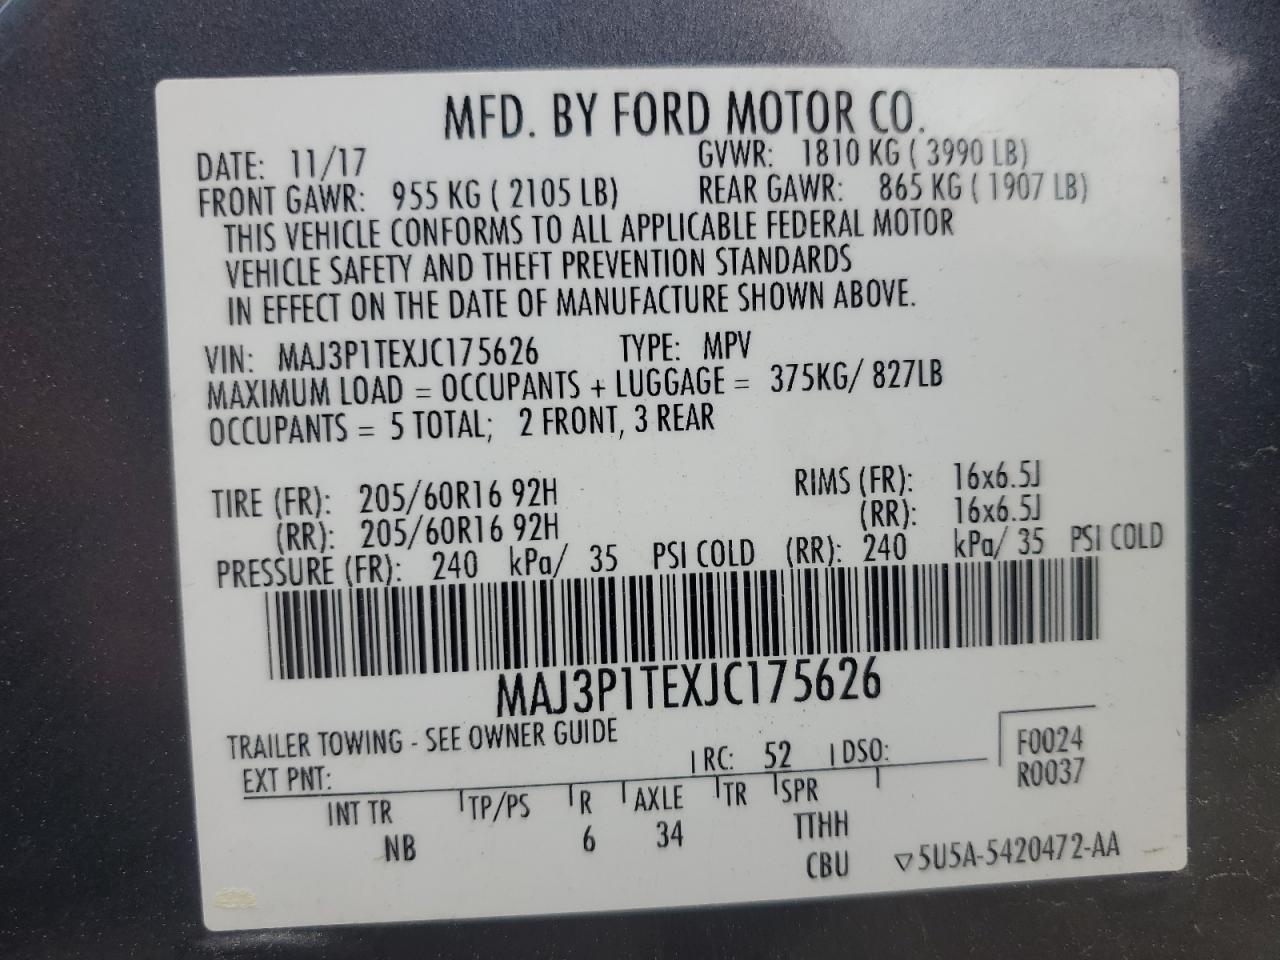 MFD. BY FORD MOTOR CO.
DATE: 11/17 GVWR: 1810 KG ( 3990 LB)
FRONT GAWR: 955 KG ( 2105 LB) REAR GAWR: 865 KG ( 1907 LB)
THIS VEHICLE CONFORMS TO ALL APPLICABLE FEDERAL MOTOR
VEHICLE SAFETY AND THEFT PREVENTION STANDARDS
IN EFFECT ON THE DATE OF MANUFACTURE SHOWN ABOVE.
VIN: MAJ3P1TEXJC175626 TYPE: MPV
MAXIMUM LOAD = OCCUPANTS + LUGGAGE = 375KG/ 827LB
OCCUPANTS = 5 TOTAL; 2 FRONT, 3 REAR
TIRE (FR): 205/60R16 92H RIMS (FR): 16x6.5J
(RR): 205/60R16 92H (RR): 16x6.5J
PRESSURE (FR): 240 kPa/ 35 PSI COLD (RR): 240 kPa/ 35 PSI COLD
MAJ3P1TEXJC175626
TRAILER TOWING - SEE OWNER GUIDE
EXT PNT: RC: 52 DSO: F0024
R0037
INT TR TP/PS R AXLE TR SPR
NB 6 34 TTHH
CBU 5U5A-5420472-AA